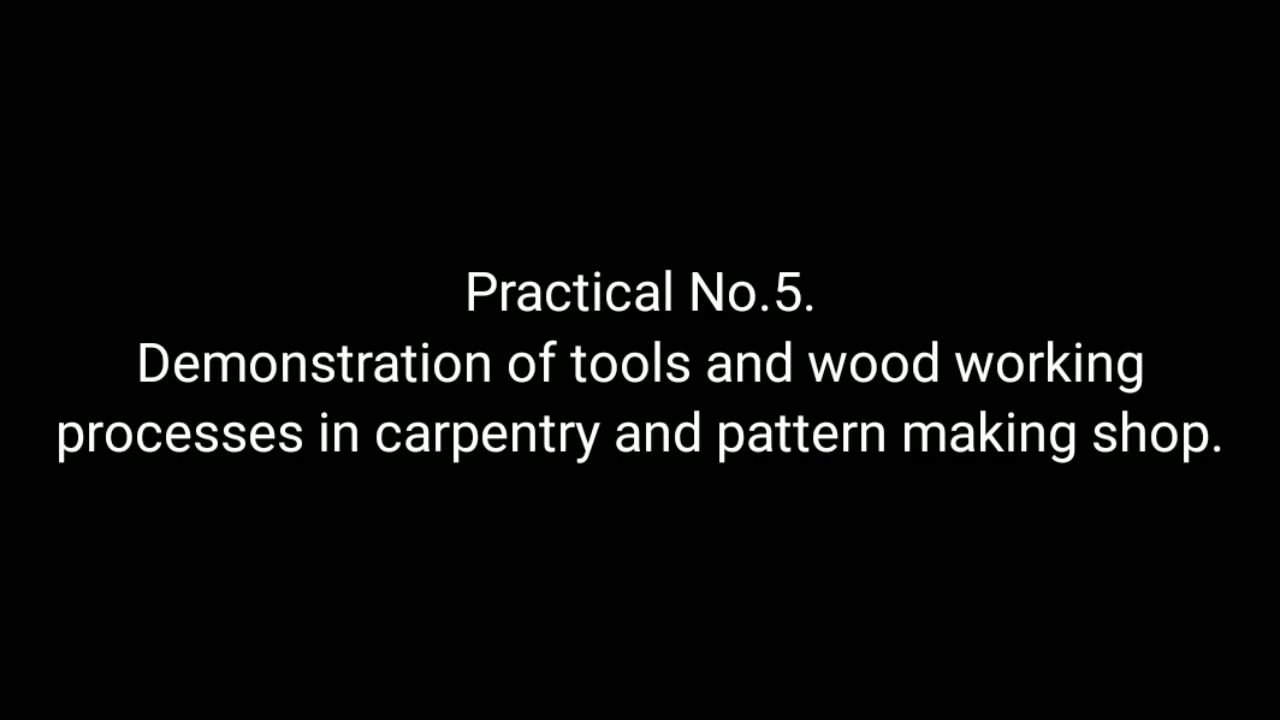 Practical No.5.
Demonstration of tools and wood working
processes in carpentry and pattern making shop.